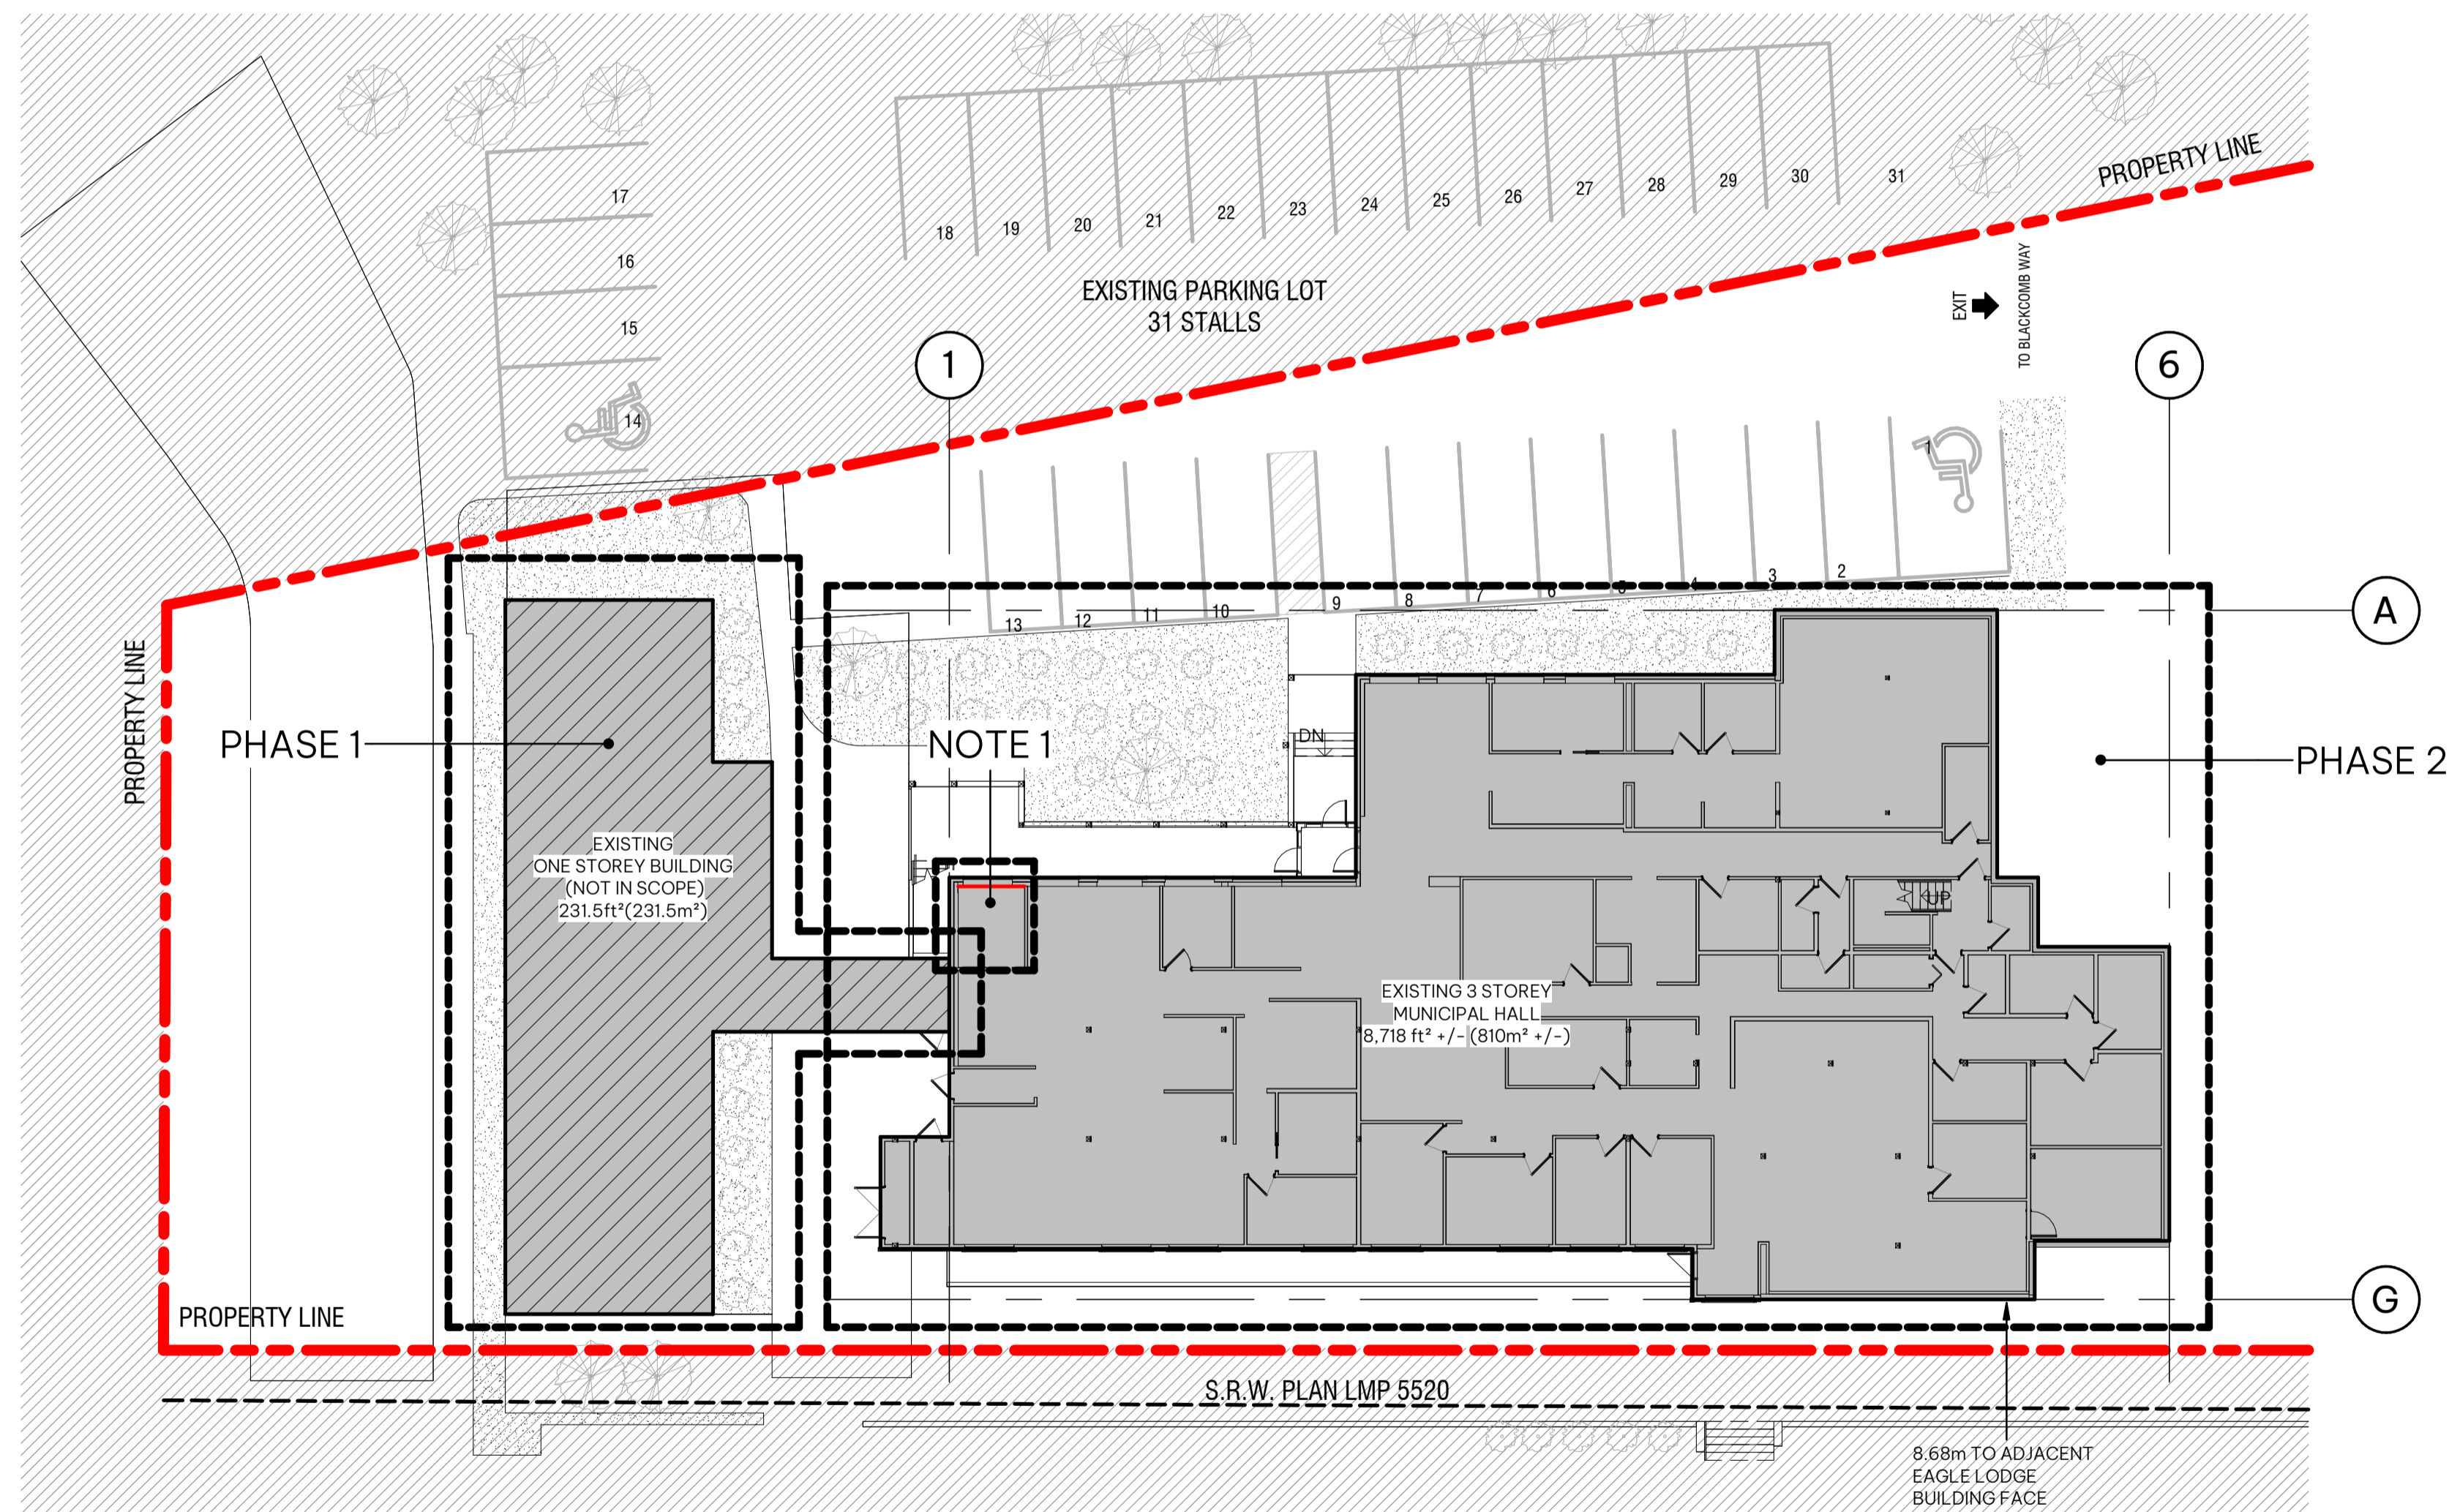 PROPERTY LINE
17
16
15
14
18
19
20
21
22
23
24
25
26
27
28
29
30
31
EXISTING PARKING LOT
31 STALLS
EXIT
TO BLACKCOMB WAY
1
6
A
G
1
2
3
4
5
6
7
8
9
10
11
12
13
PROPERTY LINE
PHASE 1
NOTE 1
DN
PHASE 2
EXISTING
ONE STOREY BUILDING
(NOT IN SCOPE)
231.5ft²(231.5m²)
UP
EXISTING 3 STOREY
MUNICIPAL HALL
8,718 ft² +/- (810m² +/-)
PROPERTY LINE
S.R.W. PLAN LMP 5520
8.68m TO ADJACENT
EAGLE LODGE
BUILDING FACE